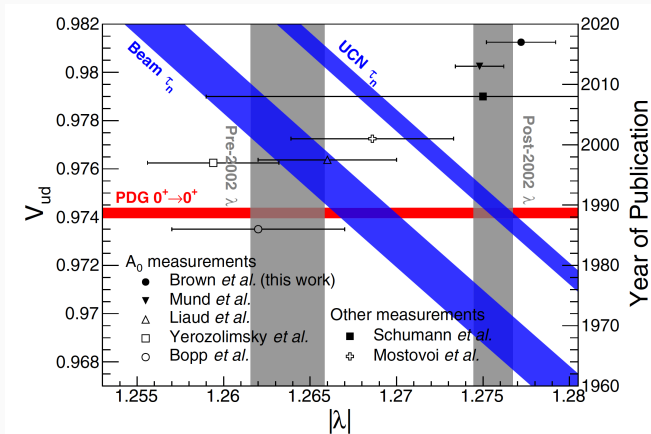 0.982
0.98
0.978
0.976
0.974
0.972
0.97
0.968
V_ud
2020
2010
2000
1990
1980
1970
1960
Year of Publication
1.255
1.26
1.265
1.27
1.275
1.28
|λ|
Beam τ_n
UCN τ_n
Pre-2002 λ
Post-2002 λ
PDG 0⁺→0⁺
A_0 measurements
Brown et al. (this work)
Mund et al.
Liaud et al.
Yerozolimsky et al.
Bopp et al.
Other measurements
Schumann et al.
Mostovoi et al.